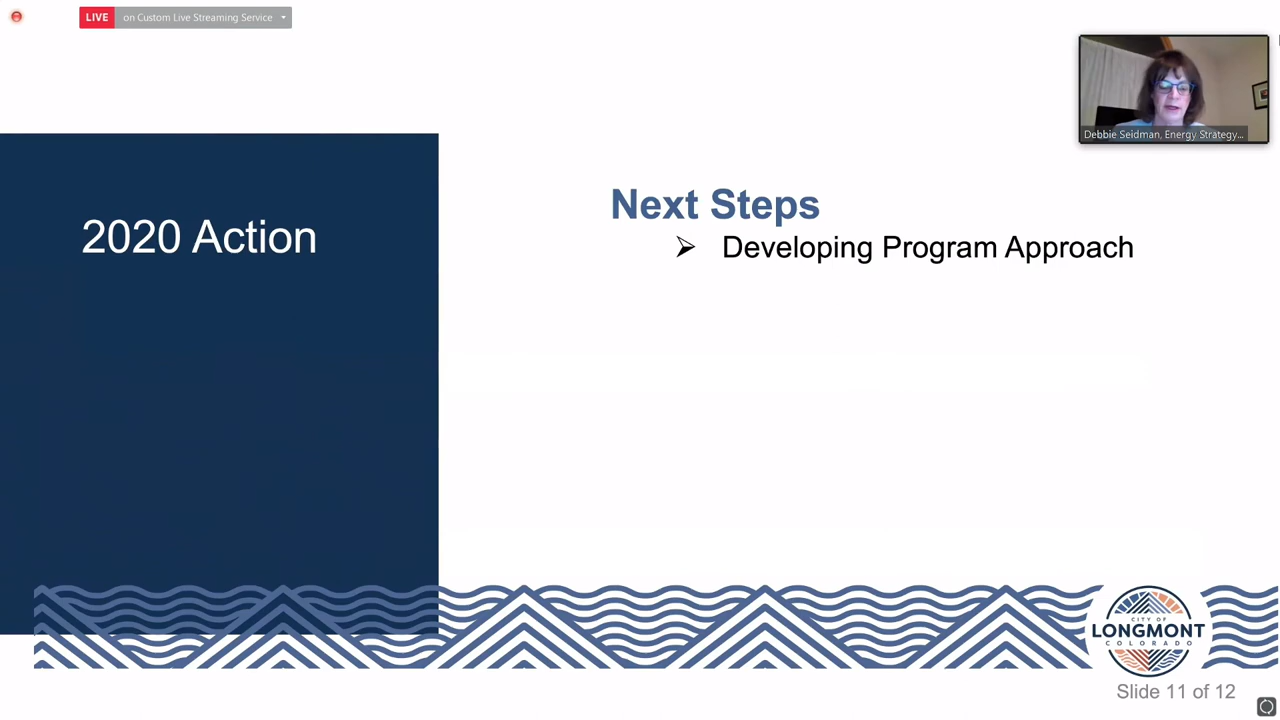 LIVE on Custom Live Streaming Service
Debbie Seidman, Energy Strategy...
2020 Action
Next Steps
➢ Developing Program Approach
CITY OF
LONGMONT
COLORADO
Slide 11 of 12